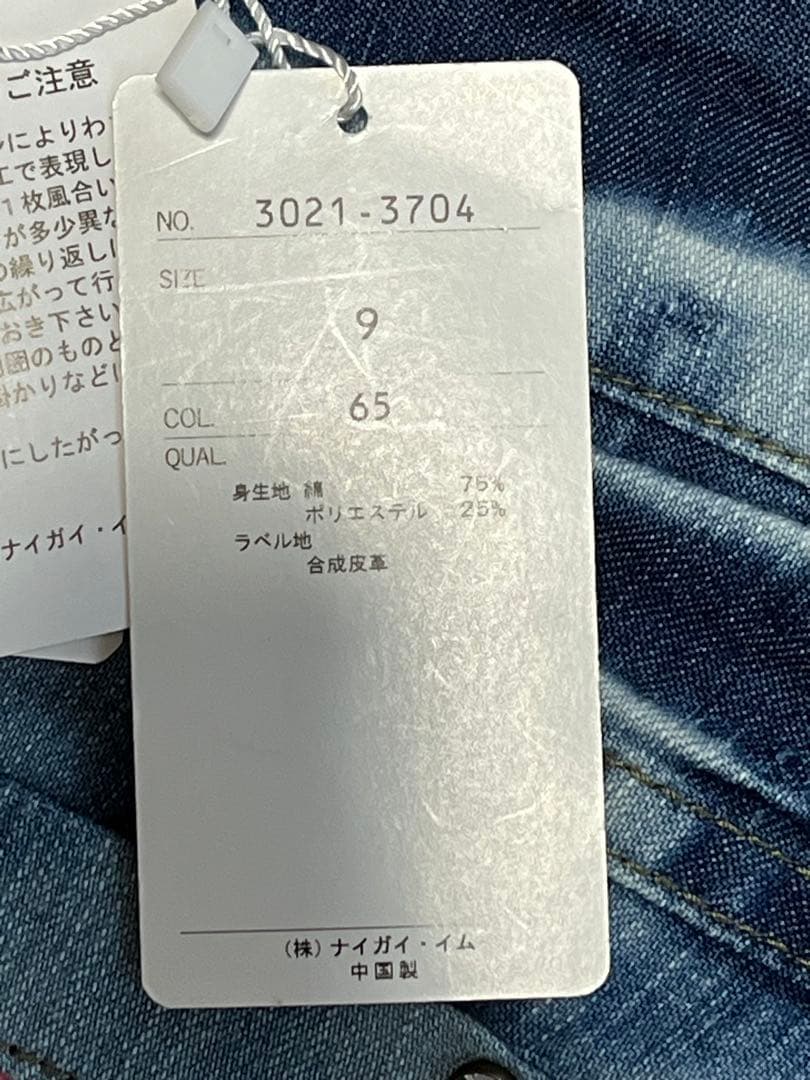 ご注意
によりわ
で表現し
1枚風合い
が多少異な
の繰り返し
広がって行
おき下さい
囲のものと
掛かりなど
にしたがっ
ナイガイ・イ
NO. 3021-3704
SIZE
9
COL. 65
QUAL.
身生地 綿 75%
ポリエステル 25%
ラベル地
合成皮革
(株)ナイガイ・イム
中国製